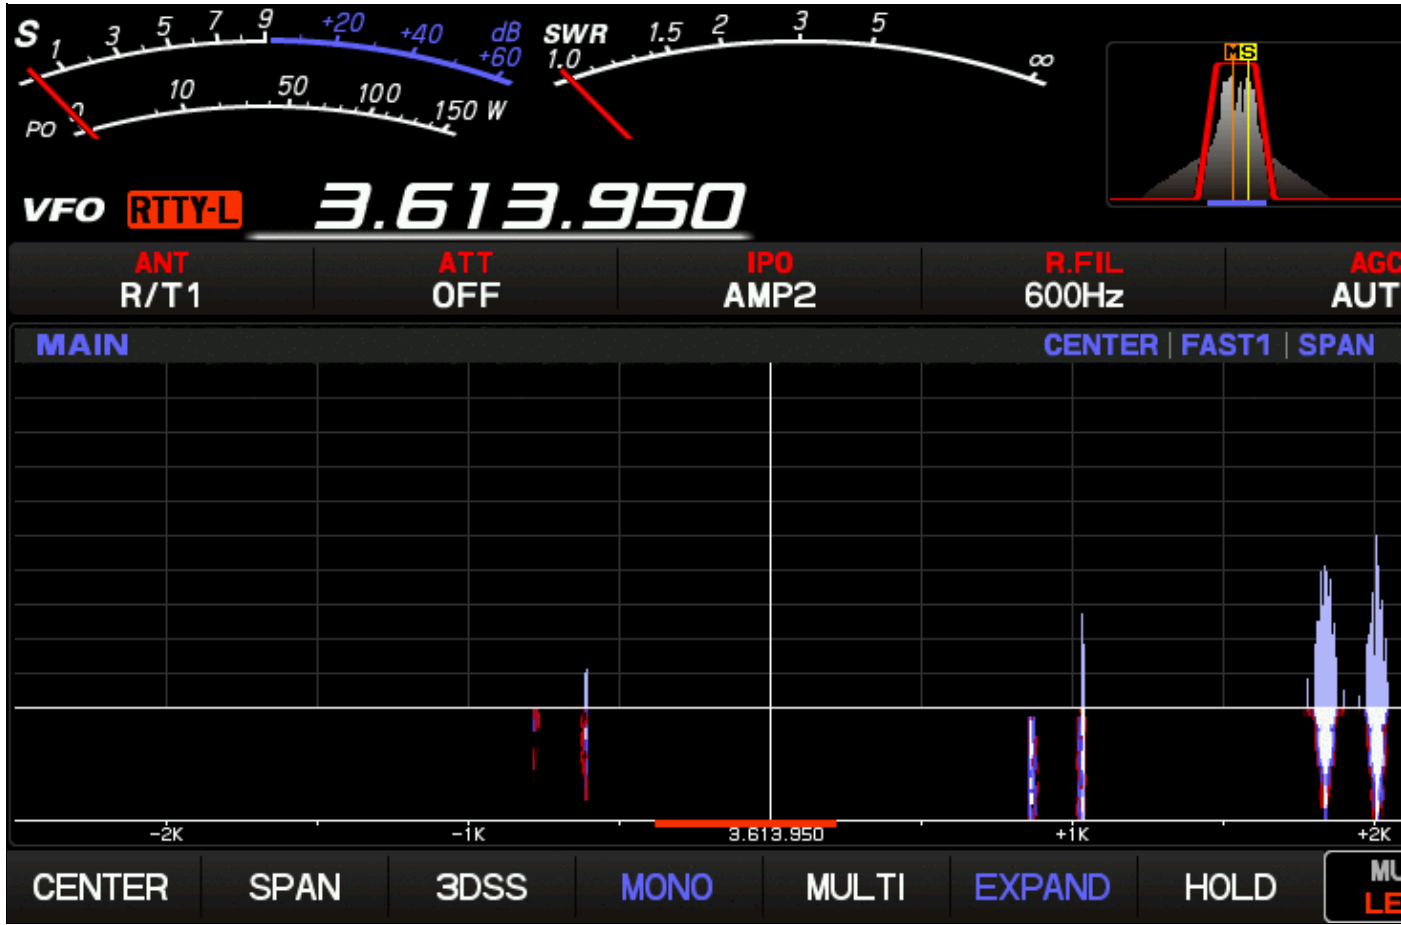 S 1 3 5 7 9 +20 +40 +60 dB
SWR 1.0 1.5 2 3 5 ∞
PO 0 10 50 100 150 W
M S
VFO RTTY-L 3.613.950
ANT ATT IPO R.FIL
R/T1 OFF AMP2 600Hz
MAIN CENTER | FAST1 | SPAN
-2K -1K 3.613.950 +1K +2K
CENTER SPAN 3DSS MONO MULTI EXPAND HOLD